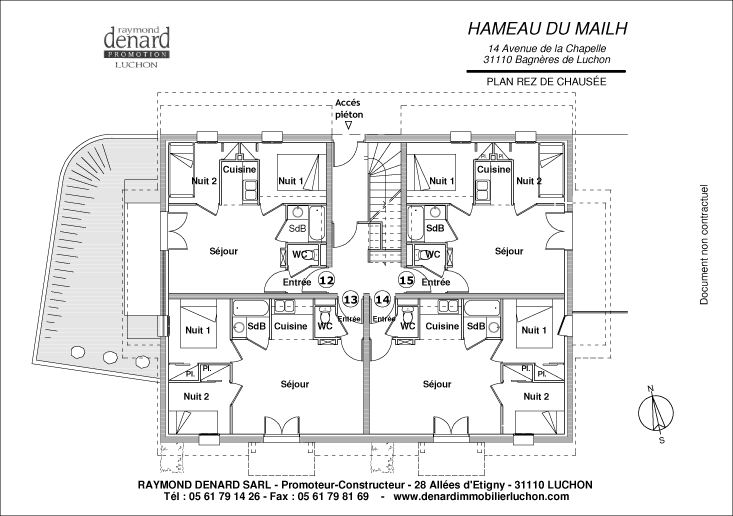 raymond
denard
PROMOTION
LUCHON
HAMEAU DU MAILH
14 Avenue de la Chapelle
31110 Bagnères de Luchon
PLAN REZ DE CHAUSÉE
Accés
piéton
Nuit 2
Cuisine
Nuit 1
SdB
Séjour
WC
Entrée
12
Nuit 1
Pl.
Pl.
Cuisine
Nuit 2
SdB
Séjour
WC
Entrée
15
13
Entrée
14
Entrée
Nuit 1
SdB
Cuisine
WC
Pl.
Pl.
Séjour
Nuit 2
WC
Cuisine
SdB
Nuit 1
Pl.
Pl.
Séjour
Nuit 2
N
S
Document non contractuel
RAYMOND DENARD SARL - Promoteur-Constructeur - 28 Allées d'Etigny - 31110 LUCHON
Tél : 05 61 79 14 26 - Fax : 05 61 79 81 69 - www.denardimmobilierluchon.com